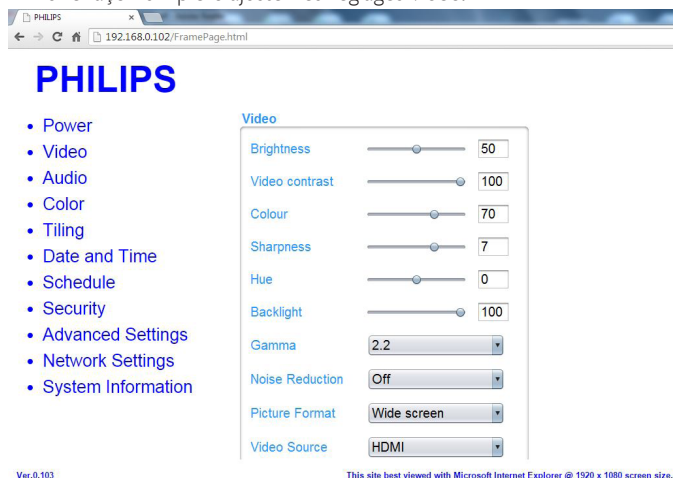 PHILIPS
192.168.0.102/FramePage.html
PHILIPS
Power
Video
Audio
Color
Tiling
Date and Time
Schedule
Security
Advanced Settings
Network Settings
System Information
Video
Brightness 50
Video contrast 100
Colour 70
Sharpness 7
Hue 0
Backlight 100
Gamma 2.2
Noise Reduction Off
Picture Format Wide screen
Video Source HDMI
Ver.0.103
This site best viewed with Microsoft Internet Explorer @ 1920 x 1080 screen size.